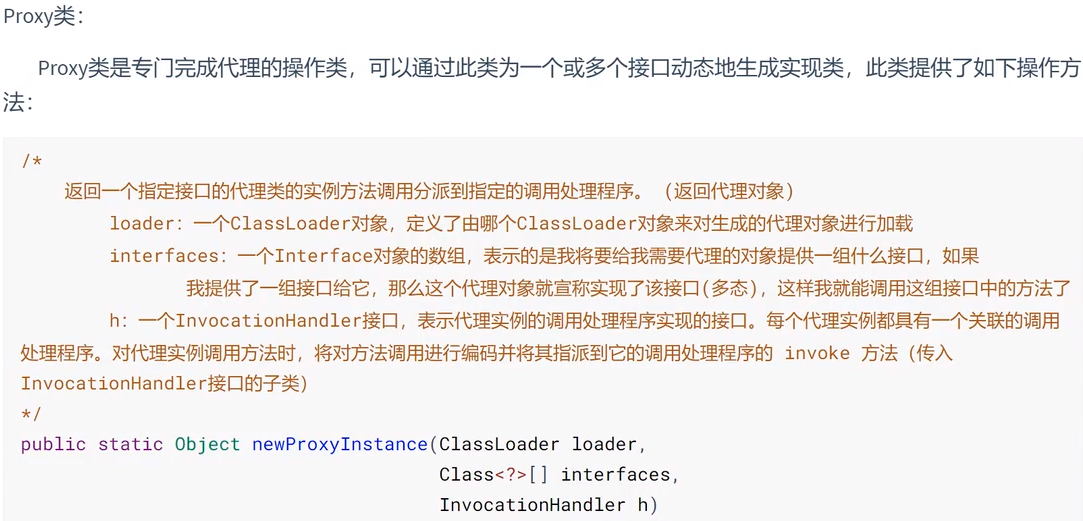 Proxy类：
Proxy类是专门完成代理的操作类，可以通过此类为一个或多个接口动态地生成实现类，此类提供了如下操作方
法：
/*
返回一个指定接口的代理类的实例方法调用分派到指定的调用处理程序。 (返回代理对象)
loader：一个ClassLoader对象，定义了由哪个ClassLoader对象来对生成的代理对象进行加载
interfaces：一个Interface对象的数组，表示的是我将要给我需要代理的对象提供一组什么接口，如果
我提供了一组接口给它，那么这个代理对象就宣称实现了该接口(多态)，这样我就能调用这组接口中的方法了
h：一个InvocationHandler接口，表示代理实例的调用处理程序实现的接口。每个代理实例都具有一个关联的调用
处理程序。对代理实例调用方法时，将对方法调用进行编码并将其指派到它的调用处理程序的 invoke 方法（传入
InvocationHandler接口的子类）
*/
public static Object newProxyInstance(ClassLoader loader,
Class<?>[] interfaces,
InvocationHandler h)